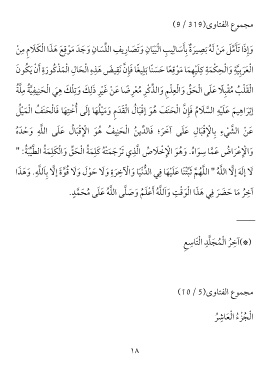 مجموع الفتاوى(319 / 9)
وَإِذَا تَأَمَّلَ مَنْ لَهُ بَصِيرَةٌ بِأَسَالِيبِ الْبَيَانِ وَتَصَارِيفِ اللِّسَانِ وَجَدَ مَوْقِعَ هَذَا الْكَلَامِ مِنْ
الْعَرَبِيَّةِ وَالْحِكْمَةِ كِلَيْهِمَا مَوْقِعًا حَسَنًا بَلِيغًا فَإِنَّ نَقِيضَ هَذِهِ الْحَالِ الْمَذْكُورَةِ أَنْ يَكُونَ
الْقَلْبُ مُقْبِلًا عَلَى الْحَقِّ وَالْعِلْمِ وَالذِّكْرِ مُعْرِضًا عَنْ غَيْرِ ذَلِكَ وَتِلْكَ هِيَ الْحَنِيفِيَّةُ مِلَّةُ
إبْرَاهِيمَ عَلَيْهِ السَّلَامُ فَإِنَّ الْحَنَفَ هُوَ إقْبَالُ الْقَدَمِ وَمَيْلُهَا إلَى أُخْتِهَا فَالْحَنَفُ الْمَيْلُ
عَنْ الشَّيْءِ بِالْإِقْبَالِ عَلَى آخَرَ؛ فَالدِّينُ الْحَنِيفُ هُوَ الْإِقْبَالُ عَلَى اللَّهِ وَحْدَهُ
وَالْإِعْرَاضُ عَمَّا سِوَاهُ. وَهُوَ الْإِخْلَاصُ الَّذِي تَرْجَمَتْهُ كَلِمَةُ الْحَقِّ وَالْكَلِمَةُ الطَّيِّبَةُ: "
لَا إلَهَ إلَّا اللَّهُ " اللَّهُمَّ ثَبِّتْنَا عَلَيْهَا فِي الدُّنْيَا وَالْآخِرَةِ وَلَا حَوْلَ وَلَا قُوَّةَ إلَّا بِاَللَّهِ. وَهَذَا
آخِرُ مَا حَضَرَ فِي هَذَا الْوَقْتِ وَاَللَّهُ أَعْلَمُ وَصَلَّى اللَّهُ عَلَى مُحَمَّدٍ.
(*)آخِرُ الْمُجَلَّدِ التَّاسِعِ
مجموع الفتاوى(5 / 10)
الْجُزْءُ الْعَاشِرُ
١٨